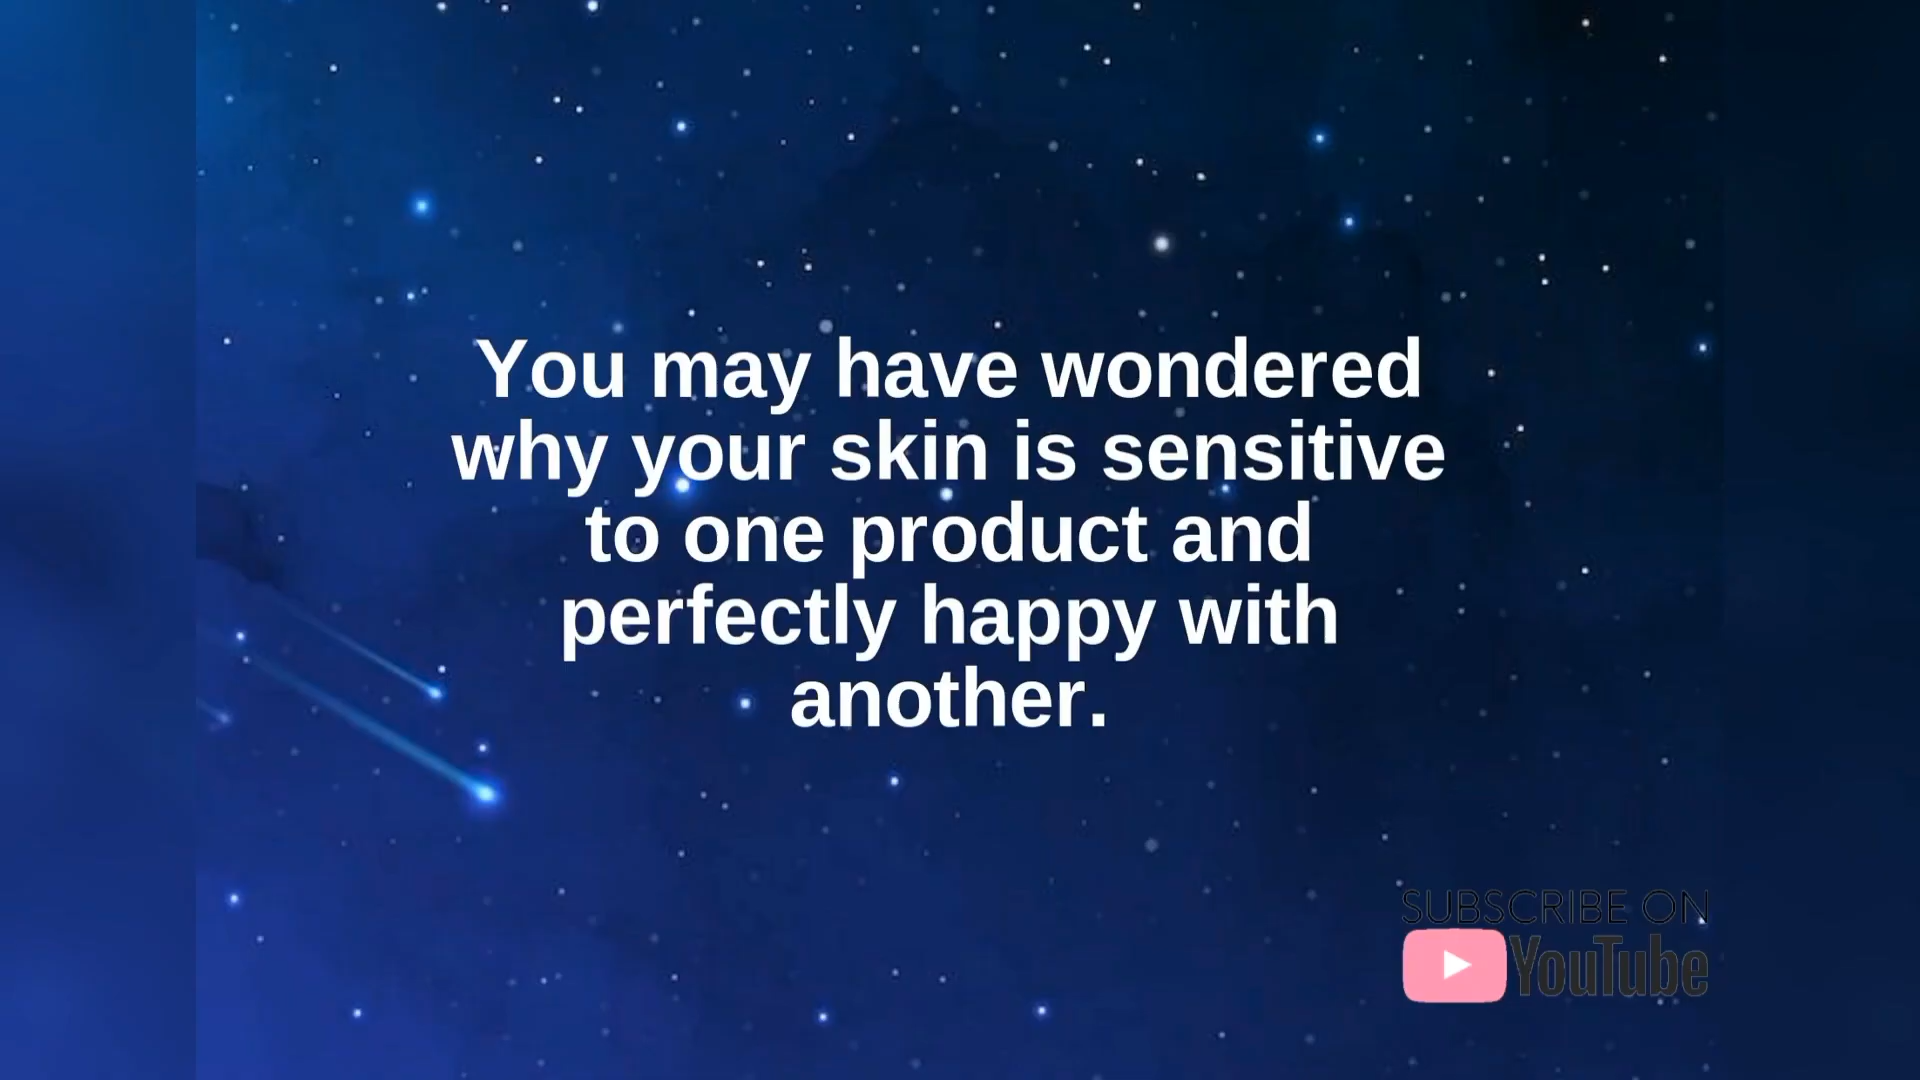 You may have wondered
why your skin is sensitive
to one product and
perfectly happy with
another.
SUBSCRIBE ON
YouTube